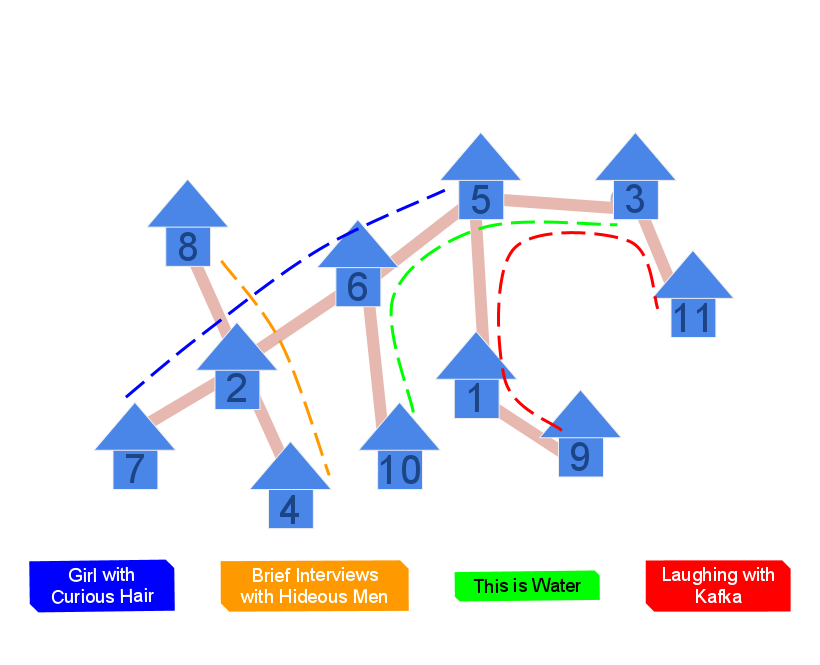 5
3
8
6
11
2
1
9
7
10
4
Girl with
Curious Hair
Brief Interviews
with Hideous Men
This is Water
Laughing with
Kafka